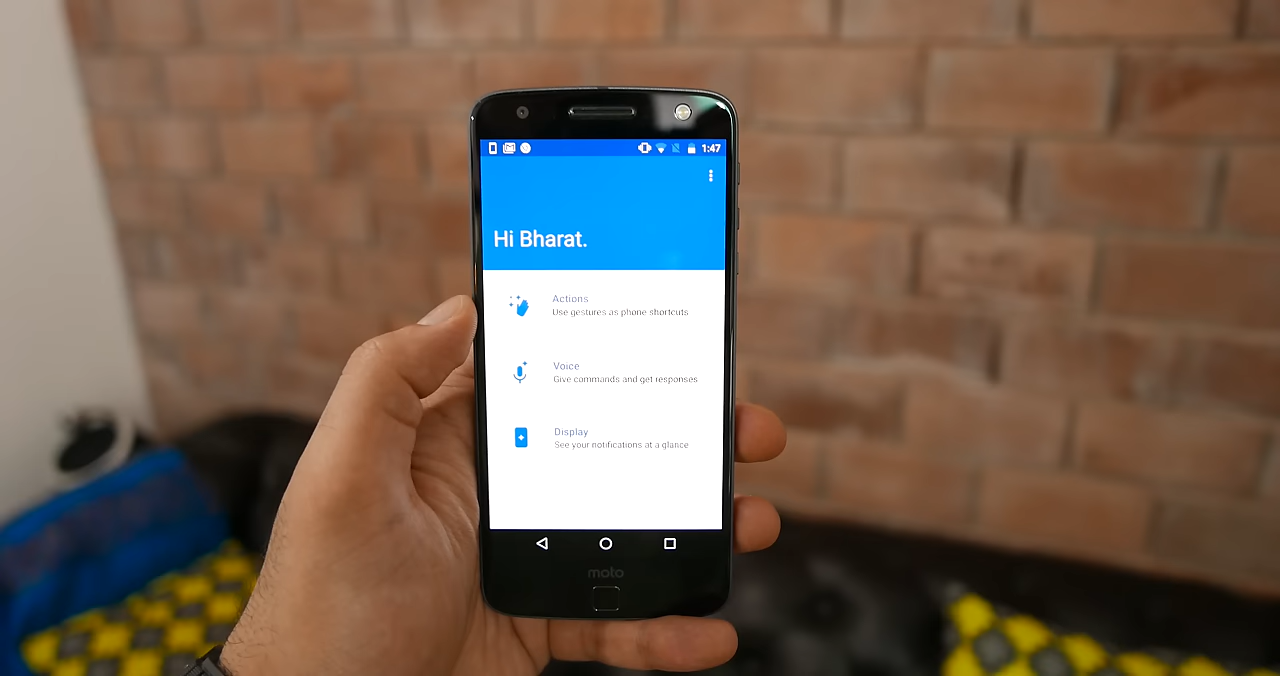 1:47
Hi Bharat.
Actions
Use gestures as phone shortcuts
Voice
Give commands and get responses
Display
See your notifications at a glance
moto